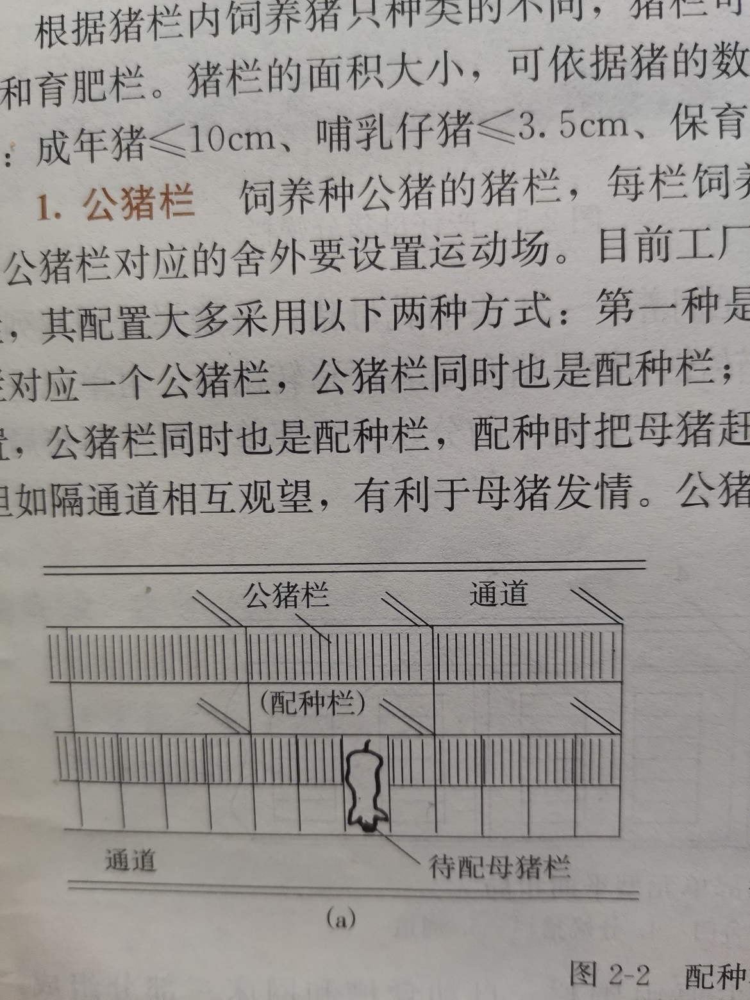 根据猪栏内饲养猪只种类的不同，猪栏可
和育肥栏。猪栏的面积大小，可依据猪的数
：成年猪≤10cm、哺乳仔猪≤3.5cm、保育
1. 公猪栏 饲养种公猪的猪栏，每栏饲养
公猪栏对应的舍外要设置运动场。目前工厂
，其配置大多采用以下两种方式：第一种是
栏对应一个公猪栏，公猪栏同时也是配种栏；
置，公猪栏同时也是配种栏，配种时把母猪赶
但如隔通道相互观望，有利于母猪发情。公猪
公猪栏 通道
(配种栏)
通道 待配母猪栏
(a)
图 2-2 配种